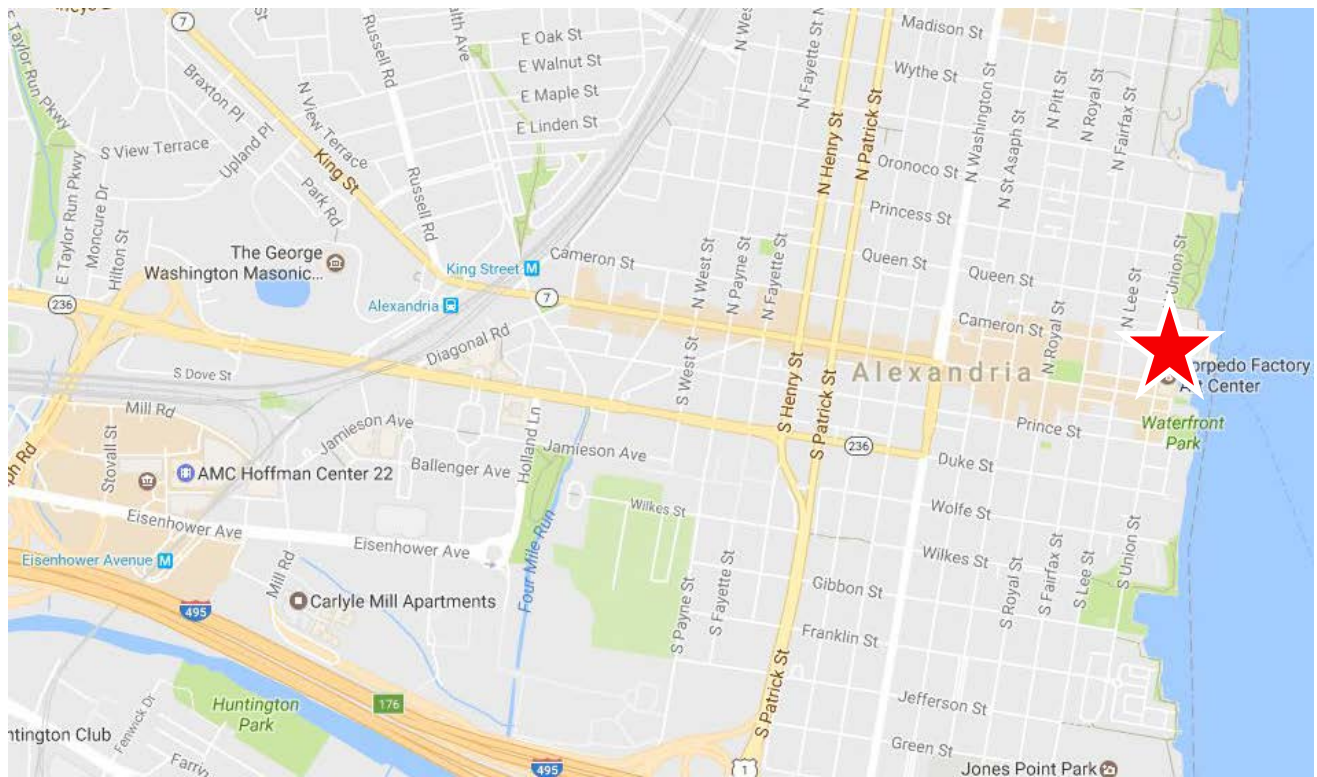 7
E Taylor Run Pkwy
Braxton Pl
Russell Rd
E Oak St
E Walnut St
E Maple St
E Linden St
N Fayette St
Madison St
Wythe St
N Washington St
N Pitt St
N Royal St
N Fairfax St
N View Terrace
S View Terrace
Upland Pl
King St
Park Rd
Russell Rd
N Henry St
N Patrick St
Oronoco St
N St Asaph St
Princess St
E Taylor Run Pkwy
Moncure Dr
Hilton St
The George
Washington Masonic...
King Street M
Cameron St
N West St
N Payne St
N Fayette St
Queen St
Queen St
N Lee St
Union St
236
Alexandria
7
Diagonal Rd
Cameron St
N Royal St
S Dove St
S West St
S Henry St
S Patrick St
Alexandria
Torpedo Factory
Art Center
Waterfront
Park
Mill Rd
Stovall St
Jamieson Ave
Holland Ln
Prince St
236
Duke St
AMC Hoffman Center 22
Ballenger Ave
Jamieson Ave
Wilkes St
Wolfe St
Eisenhower Ave
Eisenhower Ave
Four Mile Run
Wilkes St
S Union St
Eisenhower Avenue M
Mill Rd
S Payne St
S Fayette St
Gibbon St
S Royal St
S Fairfax St
S Lee St
495
Carlyle Mill Apartments
Franklin St
S Patrick St
Huntington
Park
176
Jefferson St
ntington Club
Fenwick Dr
Green St
495
1
Jones Point Park